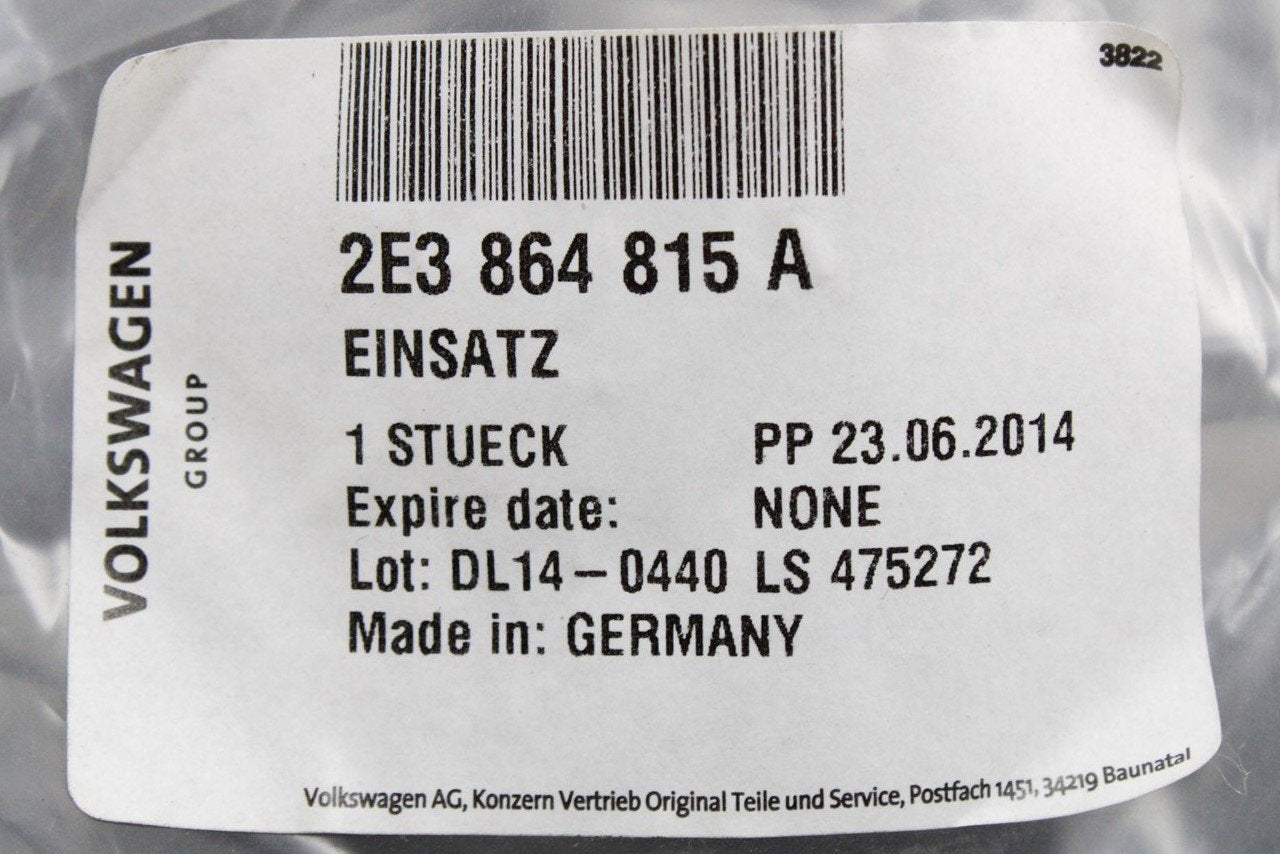 3822
2E3 864 815 A
EINSATZ
1 STUECK PP 23.06.2014
Expire date: NONE
Lot: DL14-0440 LS 475272
Made in: GERMANY
VOLKSWAGEN
GROUP
Volkswagen AG, Konzern Vertrieb Original Teile und Service, Postfach 1451, 34219 Baunatal